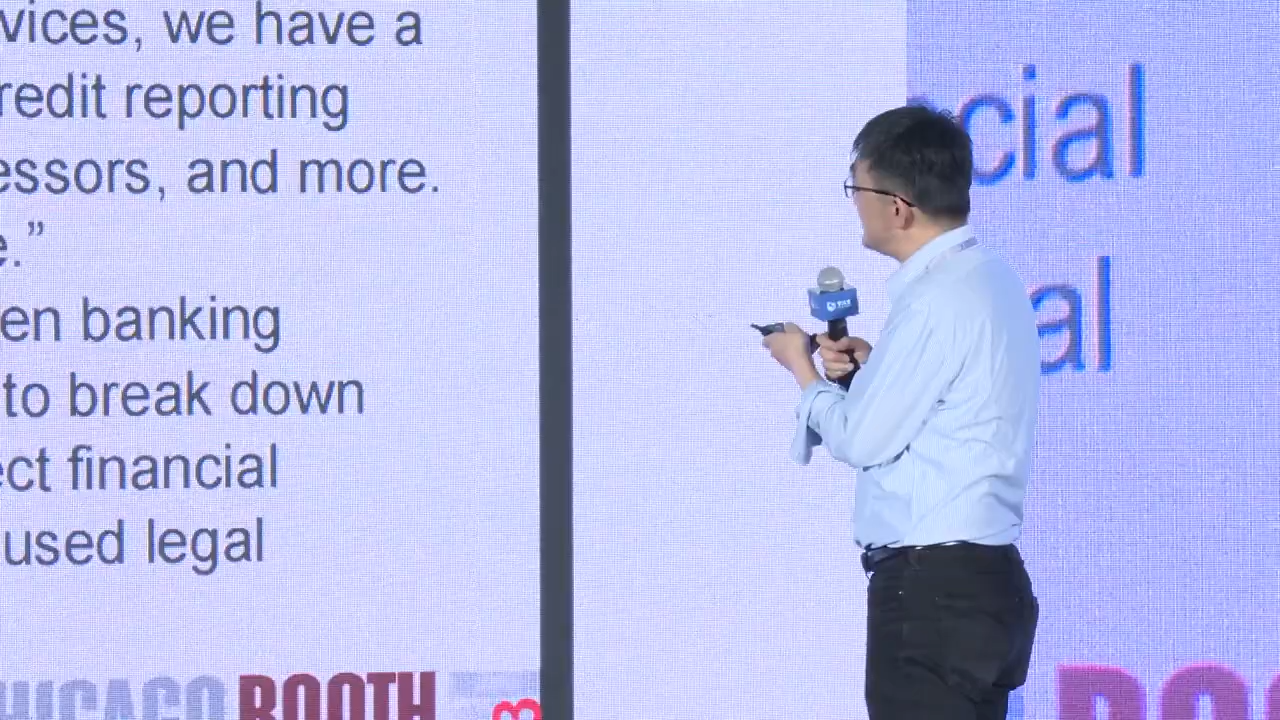 vices, we have a
redit reporting
essors, and more.
e.”
en banking
to break down
ect financial
used legal
CHICAGO BOOTH
cial
al